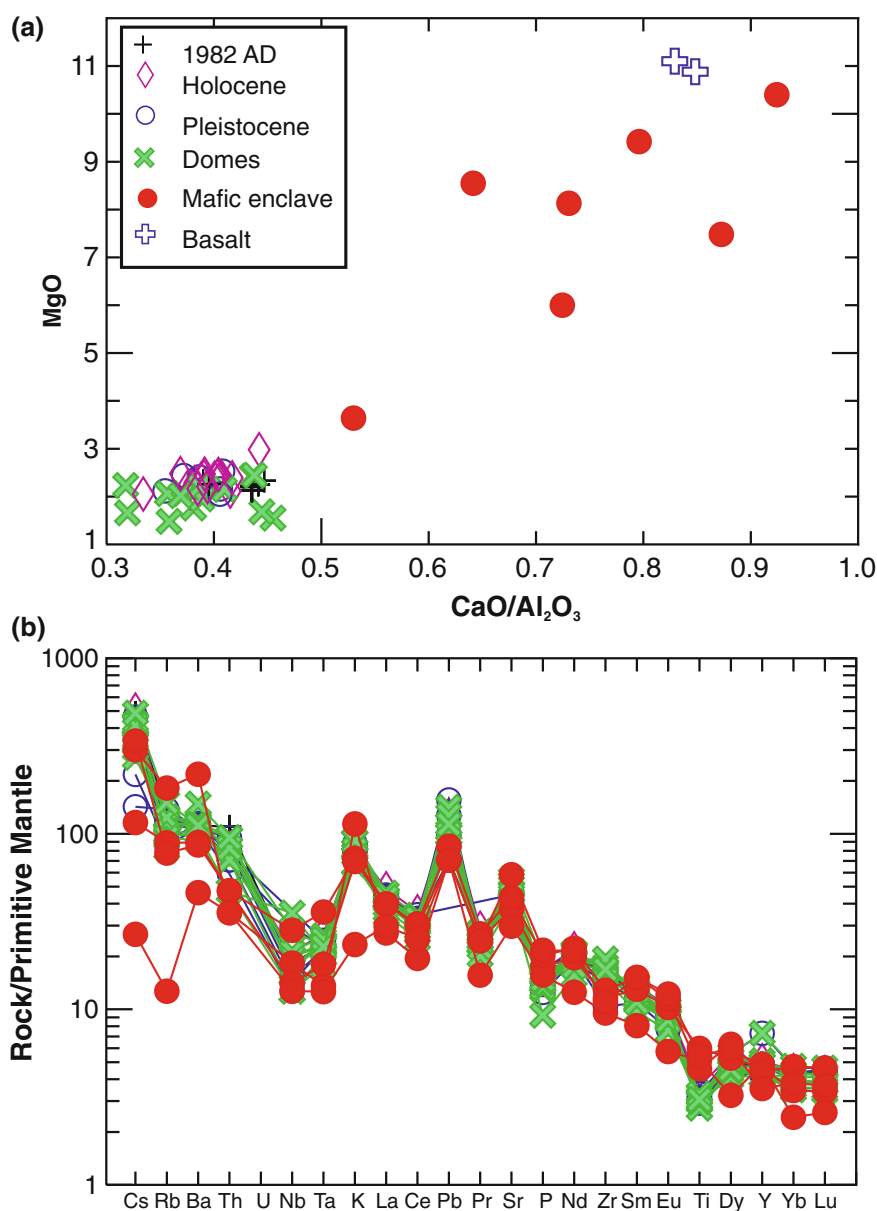 (a)
11
9
7
5
3
1
MgO
1982 AD
Holocene
Pleistocene
Domes
Mafic enclave
Basalt
0.3 0.4 0.5 0.6 0.7 0.8 0.9 1.0
CaO/Al₂O₃
(b)
1000
100
10
1
Rock/Primitive Mantle
Cs Rb Ba Th U Nb Ta K La Ce Pb Pr Sr P Nd Zr Sm Eu Ti Dy Y Yb Lu